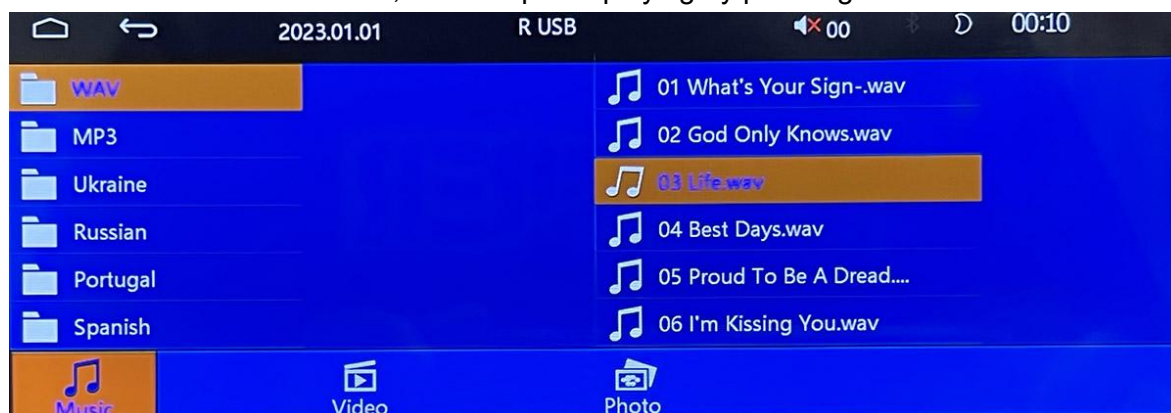 2023.01.01 R USB 00 00:10
WAV
MP3
Ukraine
Russian
Portugal
Spanish
01 What's Your Sign-.wav
02 God Only Knows.wav
03 Life.wav
04 Best Days.wav
05 Proud To Be A Dread....
06 I'm Kissing You.wav
Music Video Photo